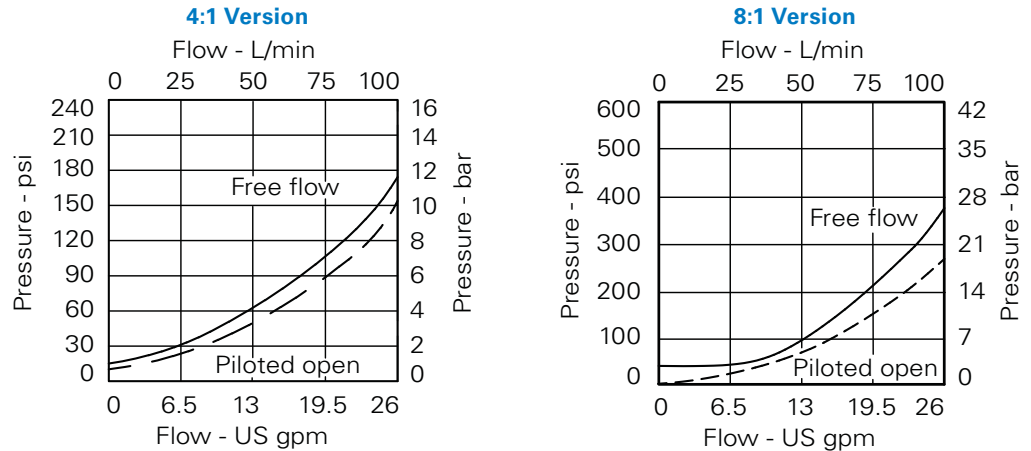 4:1 Version
Flow - L/min
0 25 50 75 100
240 16
210 14
180 12
150 10
120 8
90 6
60 4
30 2
0 0
Pressure - psi
Pressure - bar
Free flow
Piloted open
0 6.5 13 19.5 26
Flow - US gpm
8:1 Version
Flow - L/min
0 25 50 75 100
600 42
500 35
400 28
300 21
200 14
100 7
0 0
Pressure - psi
Pressure - bar
Free flow
Piloted open
0 6.5 13 19.5 26
Flow - US gpm